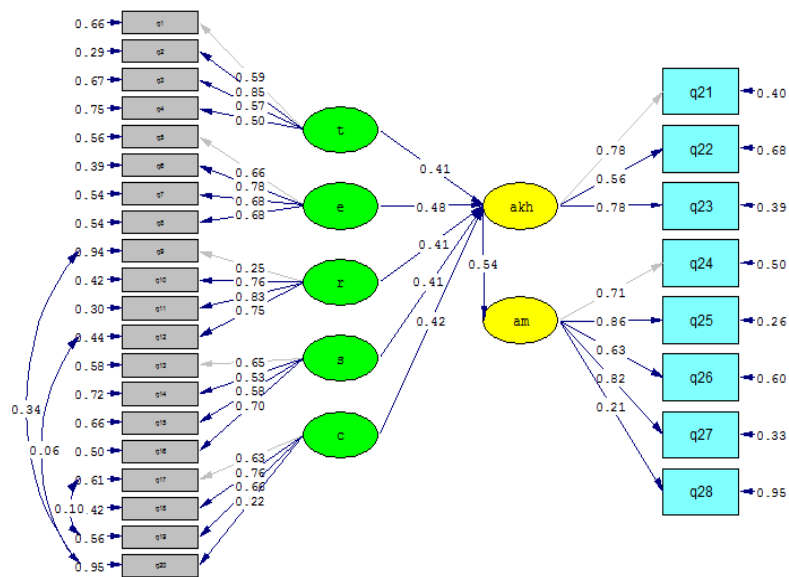 0.66 q1
0.29 q2
0.67 q3
0.75 q4
0.56 q5
0.39 q6
0.54 q7
0.54 q8
0.94 q9
0.42 q10
0.30 q11
0.44 q12
0.58 q13
0.72 q14
0.66 q15
0.50 q16
0.61 q17
0.42 q18
0.56 q19
0.95 q20
0.34
0.06
0.10
0.59
0.85
0.57
0.50
0.66
0.78
0.68
0.68
0.25
0.76
0.83
0.75
0.65
0.53
0.58
0.70
0.63
0.76
0.66
0.22
t
e
r
s
c
0.41
0.48
0.41
0.41
0.42
akh
0.54
am
0.78
0.56
0.78
0.71
0.86
0.63
0.82
0.21
q21 0.40
q22 0.68
q23 0.39
q24 0.50
q25 0.26
q26 0.60
q27 0.33
q28 0.95